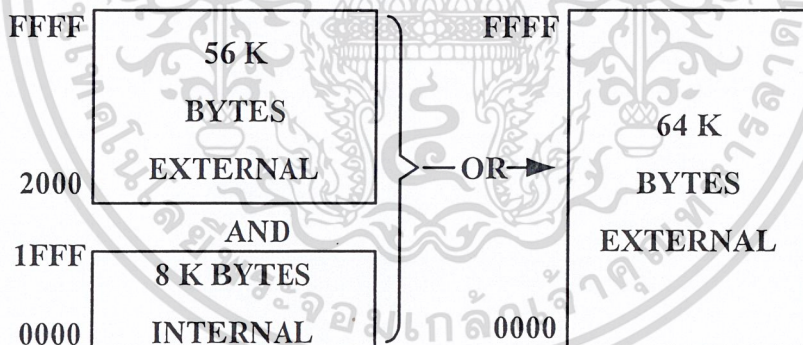 FFFF
56 K
BYTES
EXTERNAL
2000
AND
1FFF
8 K BYTES
0000
INTERNAL
OR
FFFF
64 K
BYTES
EXTERNAL
0000